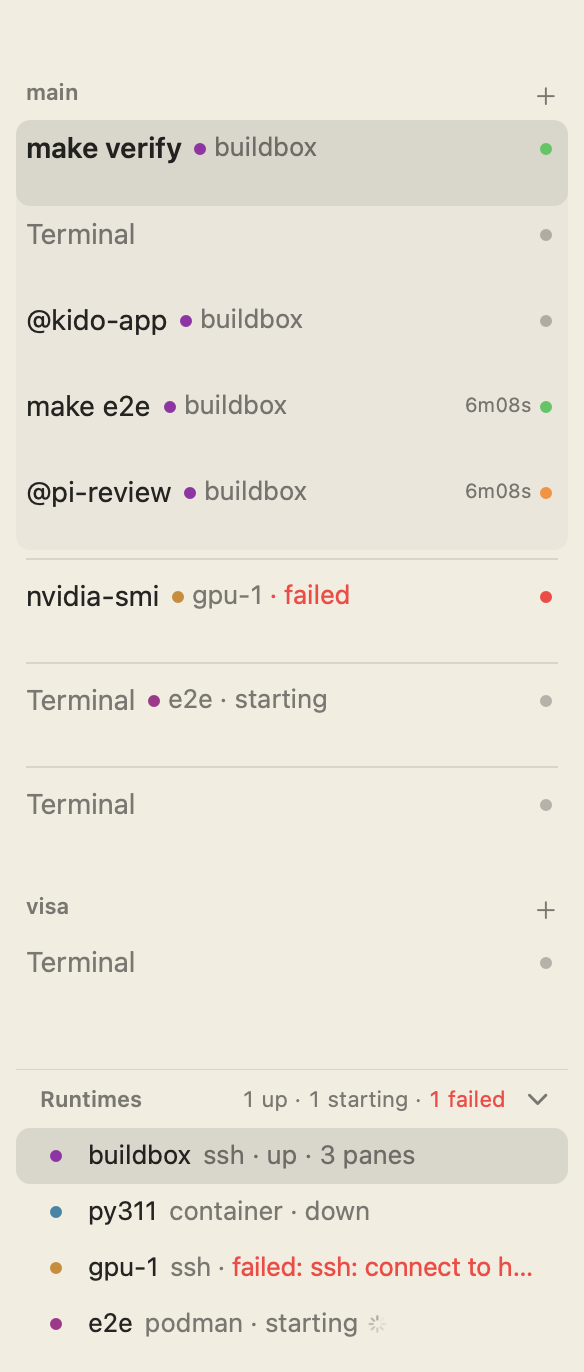 main +
make verify buildbox
Terminal
@kido-app buildbox
make e2e buildbox 6m08s
@pi-review buildbox 6m08s
nvidia-smi gpu-1 · failed
Terminal e2e · starting
Terminal
visa +
Terminal
Runtimes 1 up · 1 starting · 1 failed
buildbox ssh · up · 3 panes
py311 container · down
gpu-1 ssh · failed: ssh: connect to h...
e2e podman · starting